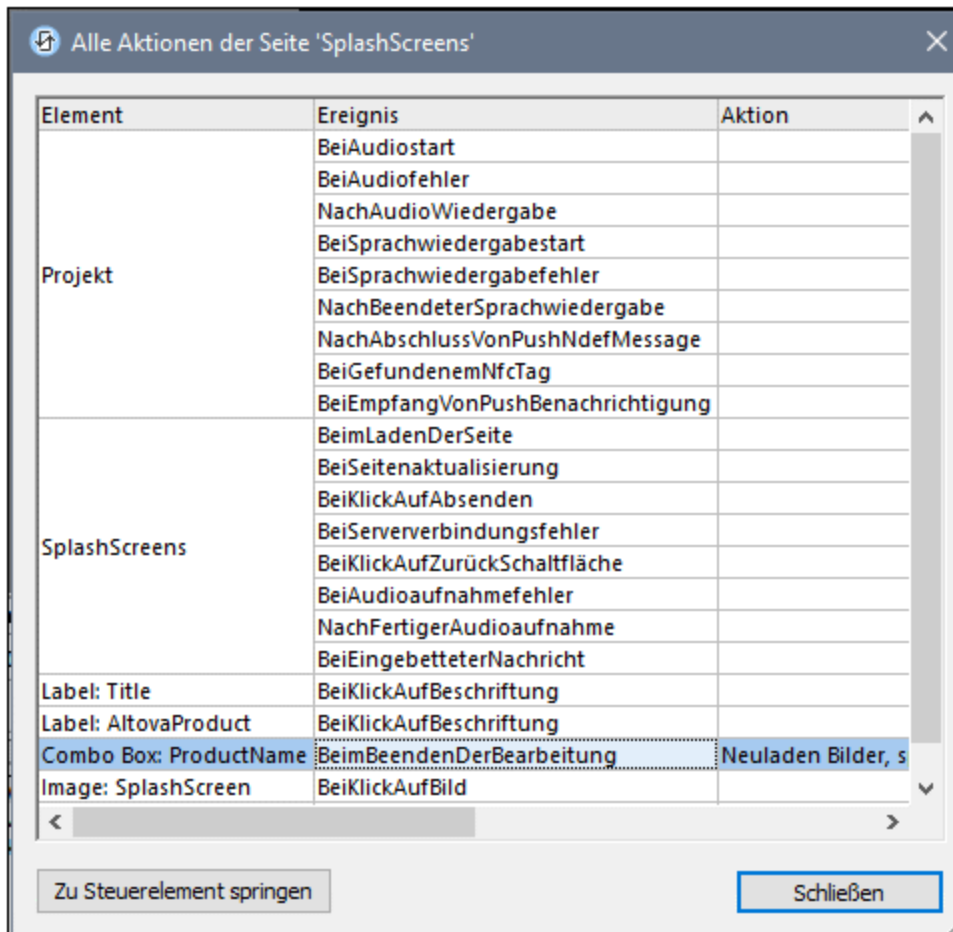 Alle Aktionen der Seite 'SplashScreens'
Element Ereignis Aktion
Projekt
BeiAudiostart
BeiAudiofehler
NachAudioWiedergabe
BeiSprachwiedergabestart
BeiSprachwiedergabefehler
NachBeendeterSprachwiedergabe
NachAbschlussVonPushNdefMessage
BeiGefundenemNfcTag
BeiEmpfangVonPushBenachrichtigung
SplashScreens
BeimLadenDerSeite
BeiSeitenaktualisierung
BeiKlickAufAbsenden
BeiSerververbindungsfehler
BeiKlickAufZurückSchaltfläche
BeiAudioaufnahmefehler
NachFertigerAudioaufnahme
BeiEingebetteterNachricht
Label: Title BeiKlickAufBeschriftung
Label: AltovaProduct BeiKlickAufBeschriftung
Combo Box: ProductName BeimBeendenDerBearbeitung Neuladen Bilder, s
Image: SplashScreen BeiKlickAufBild
Zu Steuerelement springen Schließen